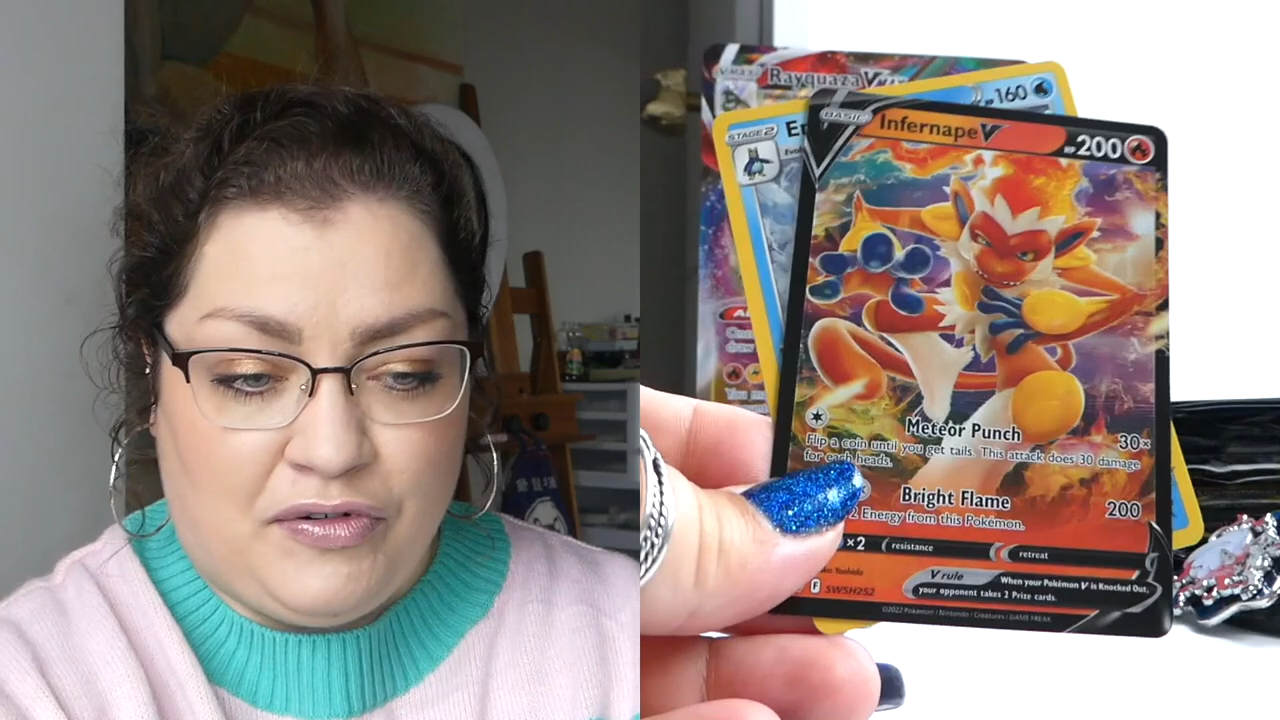 VMAX Rayquaza VMAX
STAGE 2 HP 160
BASIC Infernape V HP 200
Meteor Punch 30×
Flip a coin until you get tails. This attack does 30 damage
for each heads.
Bright Flame 200
2 Energy from this Pokémon.
×2 resistance retreat
V rule When your Pokémon V is Knocked Out,
your opponent takes 2 Prize cards.
F SWSH252
©2022 Pokémon / Nintendo / Creatures / GAME FREAK